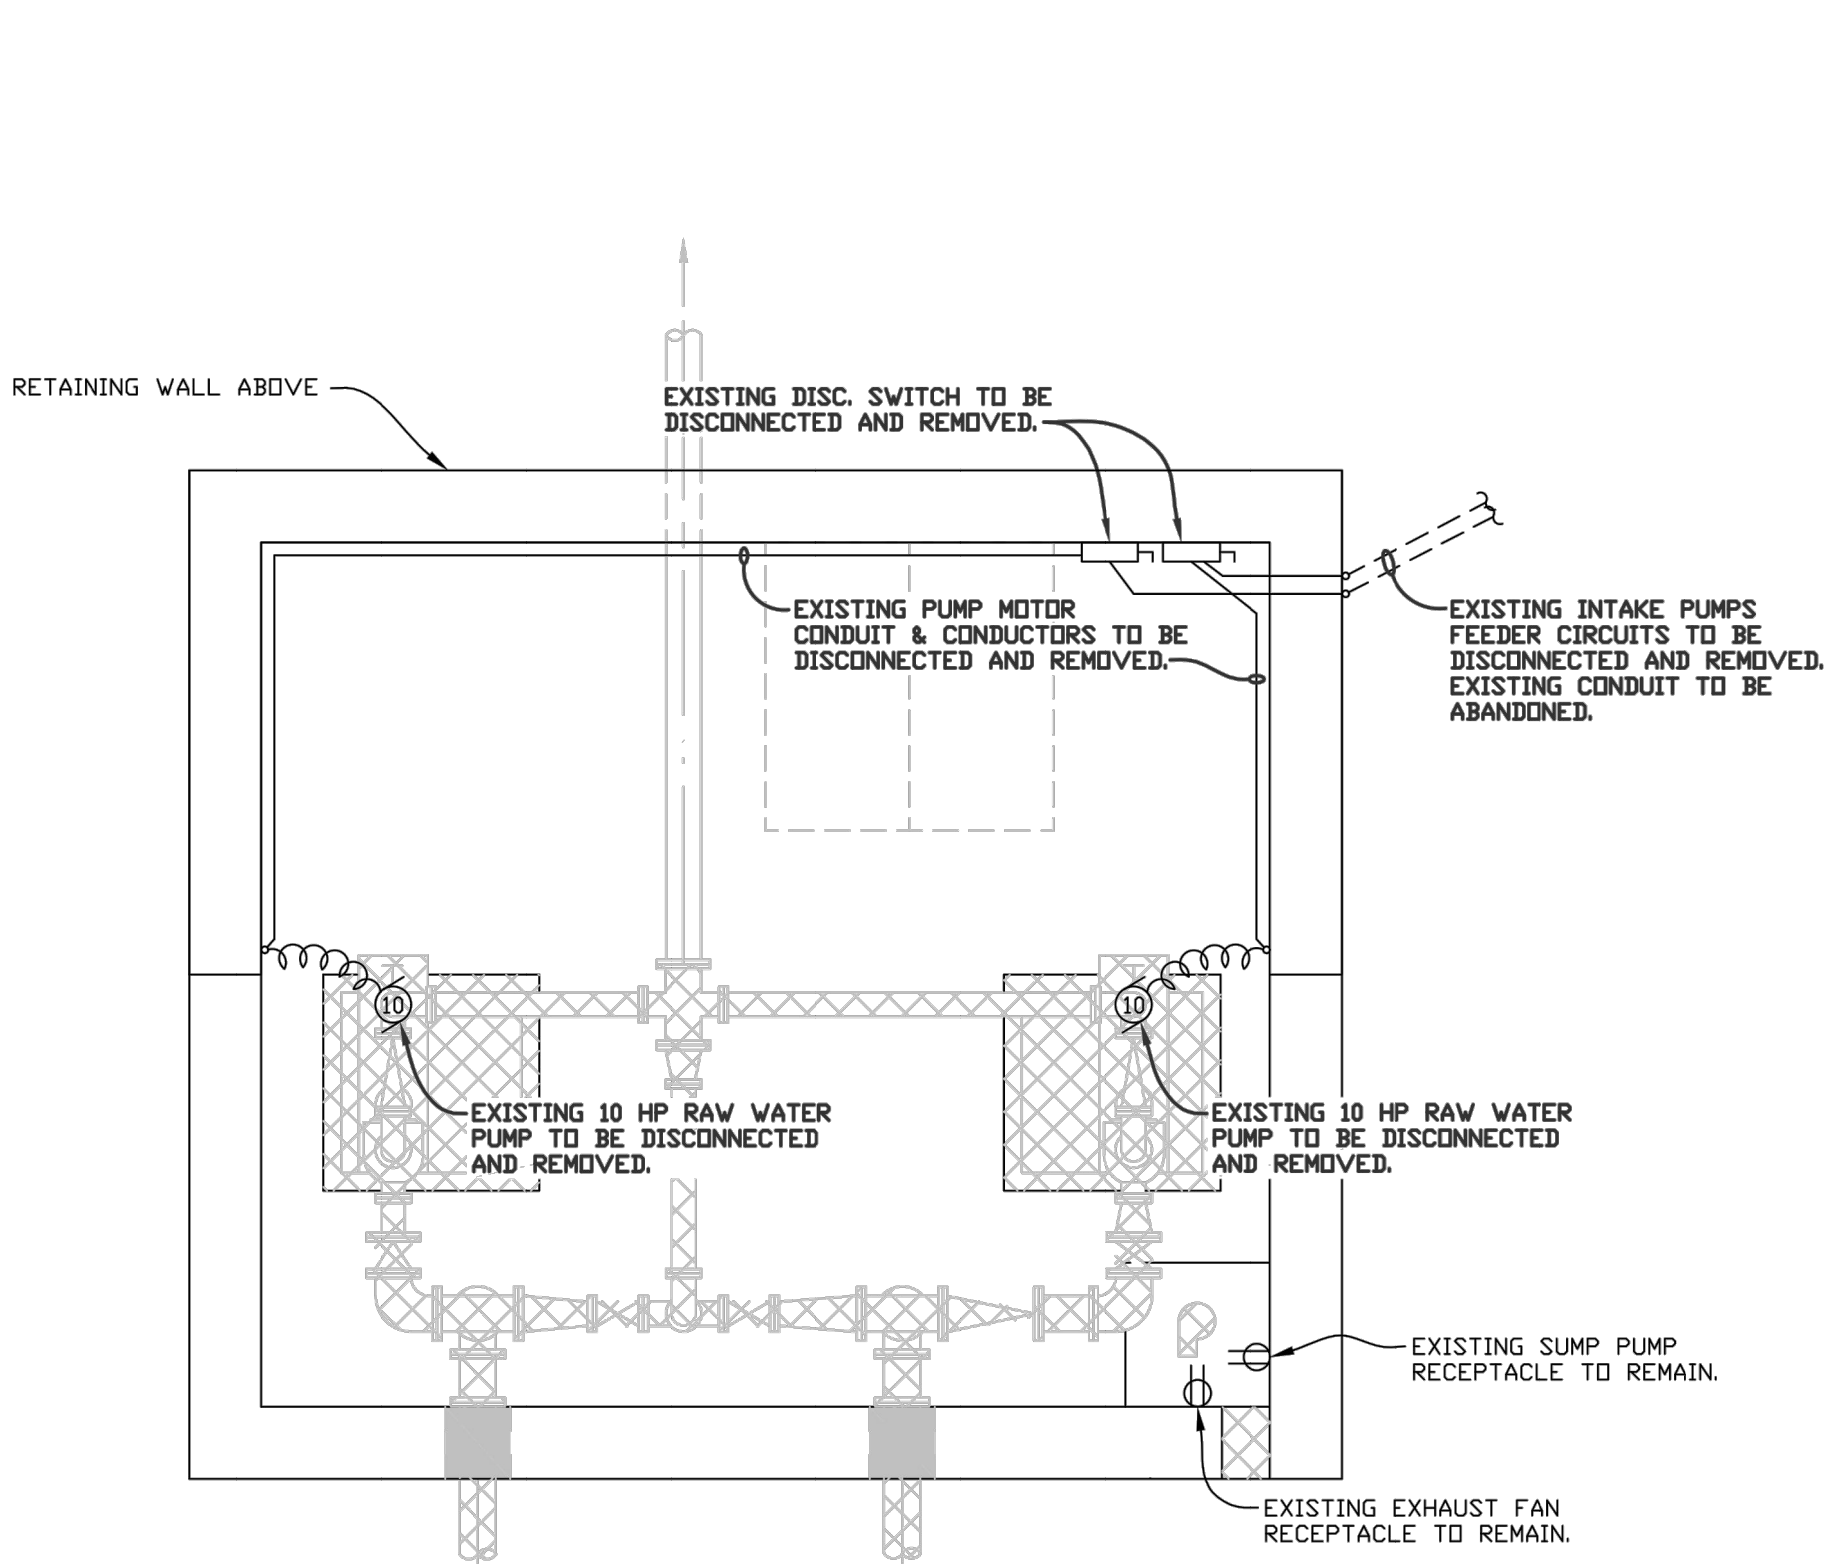 RETAINING WALL ABOVE
EXISTING DISC. SWITCH TO BE
DISCONNECTED AND REMOVED.
EXISTING PUMP MOTOR
CONDUIT & CONDUCTORS TO BE
DISCONNECTED AND REMOVED.
EXISTING INTAKE PUMPS
FEEDER CIRCUITS TO BE
DISCONNECTED AND REMOVED.
EXISTING CONDUIT TO BE
ABANDONED.
10
10
EXISTING 10 HP RAW WATER
PUMP TO BE DISCONNECTED
AND REMOVED.
EXISTING 10 HP RAW WATER
PUMP TO BE DISCONNECTED
AND REMOVED.
EXISTING SUMP PUMP
RECEPTACLE TO REMAIN.
EXISTING EXHAUST FAN
RECEPTACLE TO REMAIN.